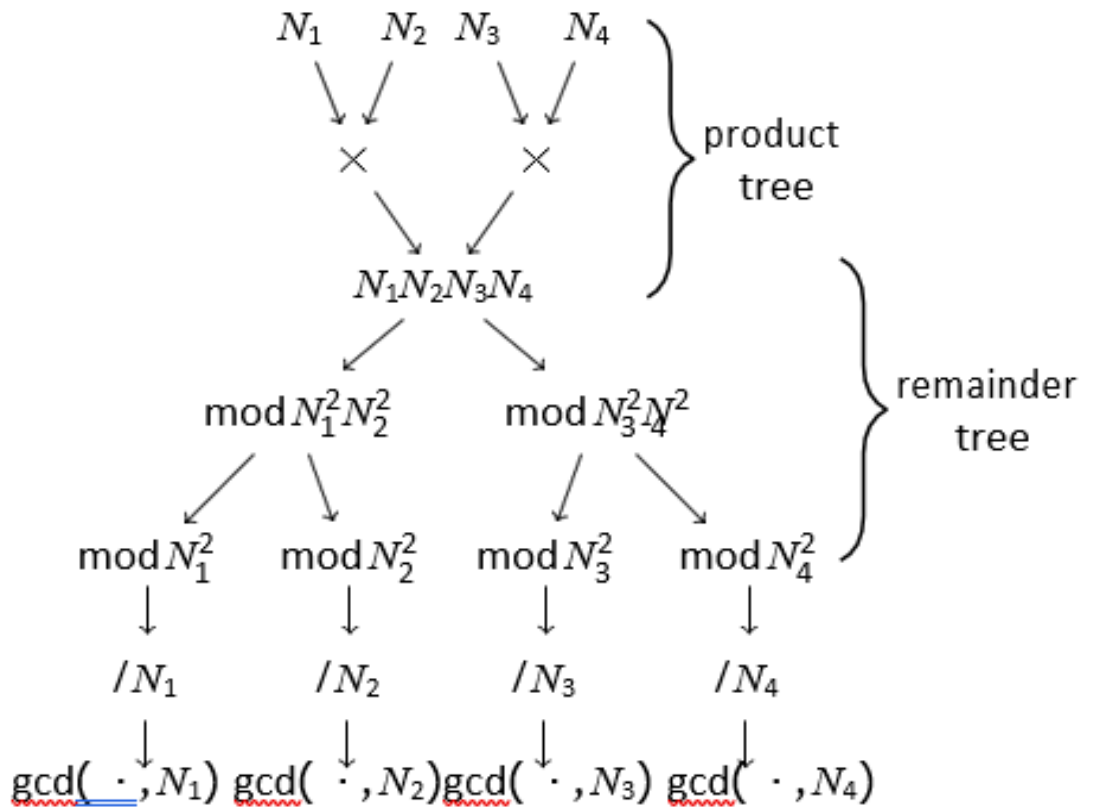 N₁ N₂ N₃ N₄
× ×
product
tree
N₁N₂N₃N₄
remainder
tree
mod N₁²N₂² mod N₃²N₄²
mod N₁² mod N₂² mod N₃² mod N₄²
/N₁ /N₂ /N₃ /N₄
gcd( · ,N₁) gcd( · ,N₂) gcd( · ,N₃) gcd( · ,N₄)